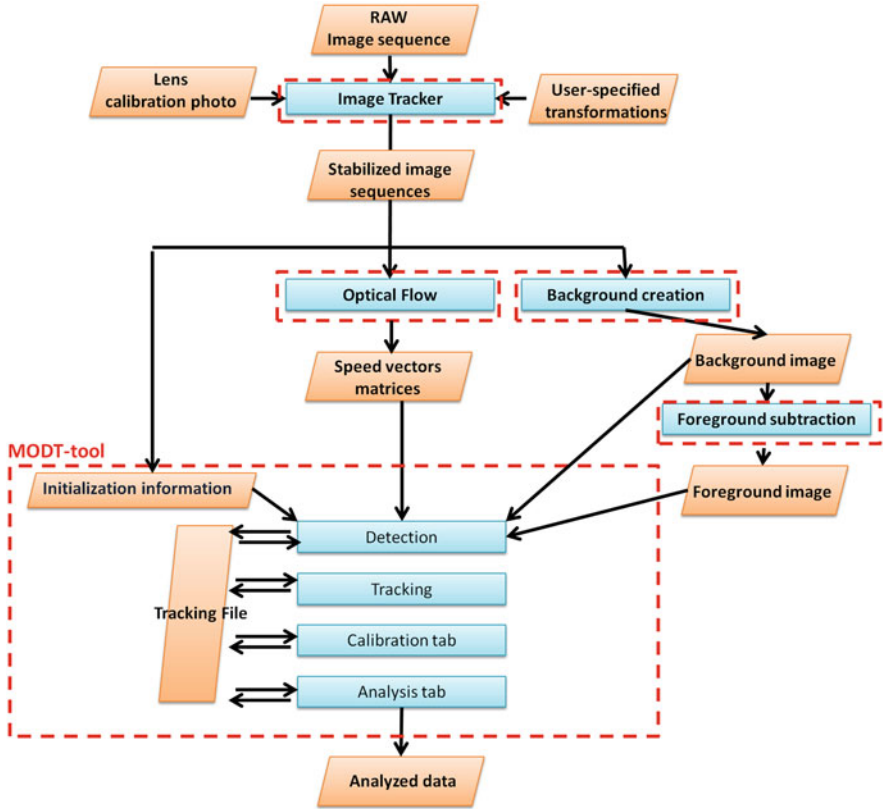 RAW
Image sequence
Lens
calibration photo
Image Tracker
User-specified
transformations
Stabilized image
sequences
Optical Flow
Background creation
Speed vectors
matrices
Background image
Foreground subtraction
MODT-tool
Initialization information
Foreground image
Detection
Tracking
Tracking File
Calibration tab
Analysis tab
Analyzed data